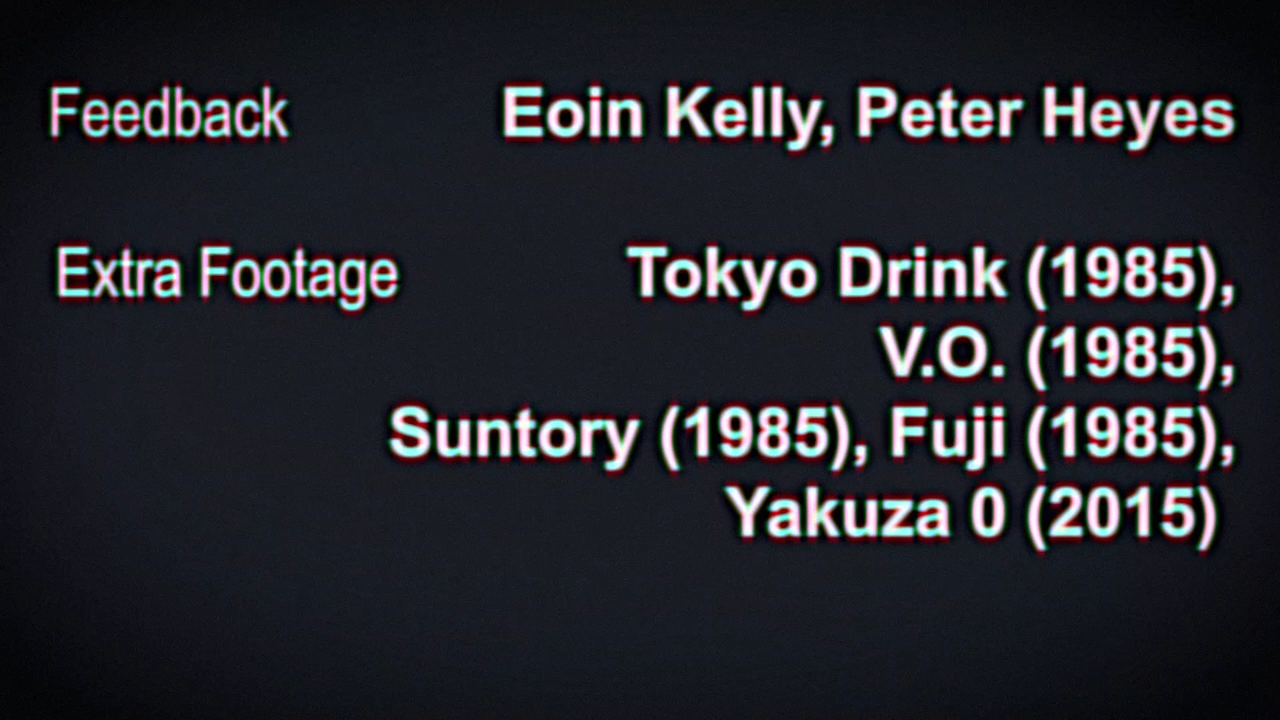 Feedback Eoin Kelly, Peter Heyes
Extra Footage Tokyo Drink (1985),
V.O. (1985),
Suntory (1985), Fuji (1985),
Yakuza 0 (2015)